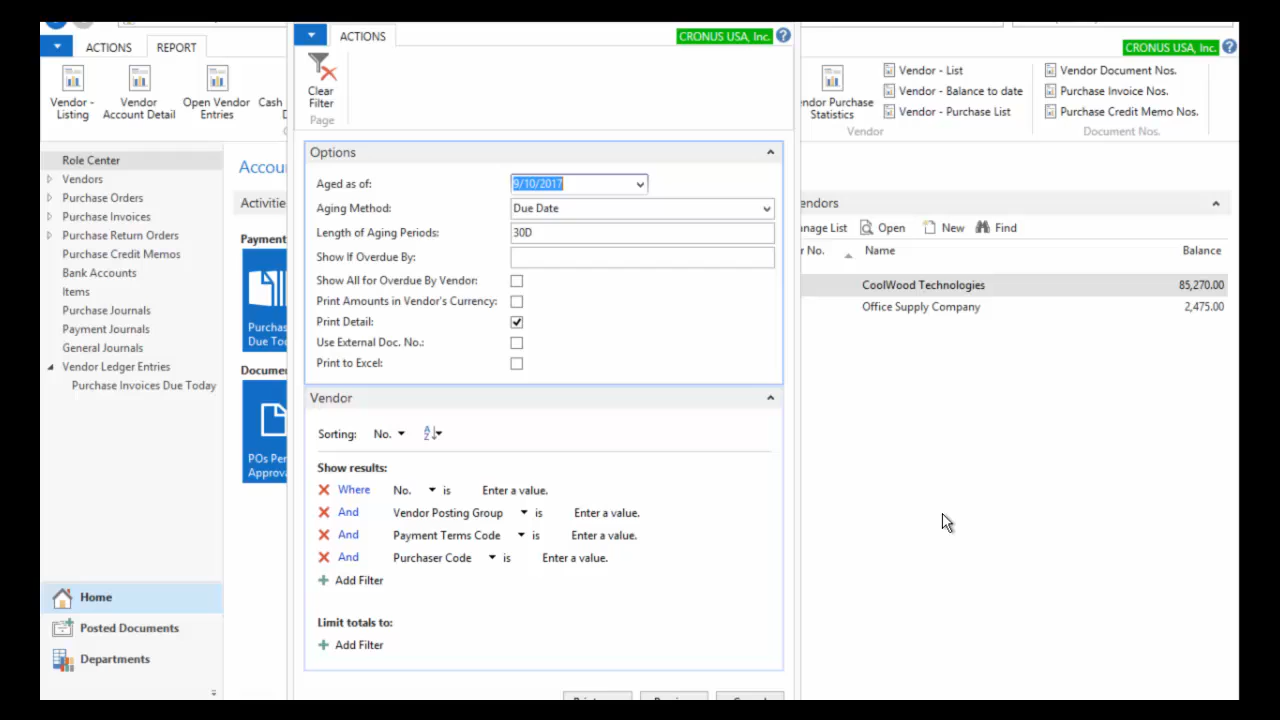 ACTIONS
REPORT
CRONUS USA, Inc.
Vendor -
Listing
Vendor
Account Detail
Open Vendor
Entries
Cash
Purchase
Statistics
Vendor - List
Vendor - Balance to date
Vendor - Purchase List
Vendor
Vendor Document Nos.
Purchase Invoice Nos.
Purchase Credit Memo Nos.
Document Nos.
Role Center
Vendors
Purchase Orders
Purchase Invoices
Purchase Return Orders
Purchase Credit Memos
Bank Accounts
Items
Purchase Journals
Payment Journals
General Journals
Vendor Ledger Entries
Purchase Invoices Due Today
Home
Posted Documents
Departments
Accou
Activitie
Payment
Purchas
Due To
Docume
POs Pe
Approva
ACTIONS
CRONUS USA, Inc.
Clear
Filter
Page
Options
Aged as of: 9/10/2017
Aging Method: Due Date
Length of Aging Periods: 30D
Show If Overdue By:
Show All for Overdue By Vendor:
Print Amounts in Vendor's Currency:
Print Detail:
Use External Doc. No.:
Print to Excel:
Vendor
Sorting: No.
Show results:
Where No. is Enter a value.
And Vendor Posting Group is Enter a value.
And Payment Terms Code is Enter a value.
And Purchaser Code is Enter a value.
Add Filter
Limit totals to:
Add Filter
endors
nage List Open New Find
r No. Name Balance
CoolWood Technologies 85,270.00
Office Supply Company 2,475.00